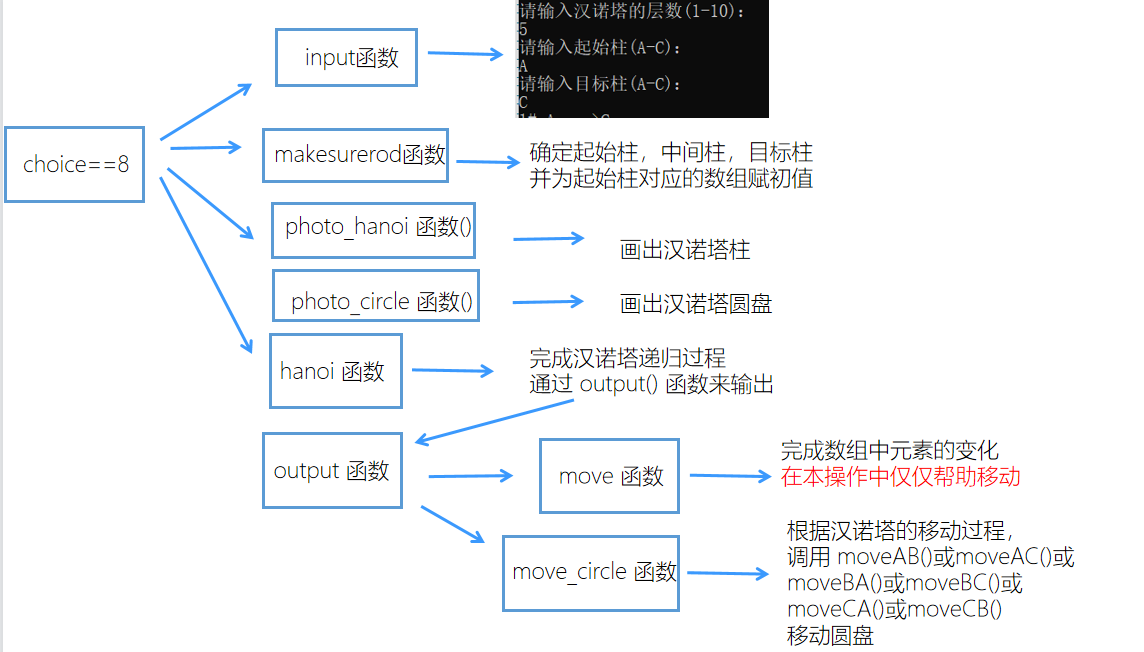 请输入汉诺塔的层数(1-10):
5
请输入起始柱(A-C):
A
请输入目标柱(A-C):
C
input函数
choice==8
makesurerod函数
确定起始柱，中间柱，目标柱
并为起始柱对应的数组赋初值
photo_hanoi 函数()
画出汉诺塔柱
photo_circle 函数()
画出汉诺塔圆盘
hanoi 函数
完成汉诺塔递归过程
通过 output() 函数来输出
output 函数
move 函数
完成数组中元素的变化
在本操作中仅仅帮助移动
move_circle 函数
根据汉诺塔的移动过程，
调用 moveAB()或moveAC()或
moveBA()或moveBC()或
moveCA()或moveCB()
移动圆盘